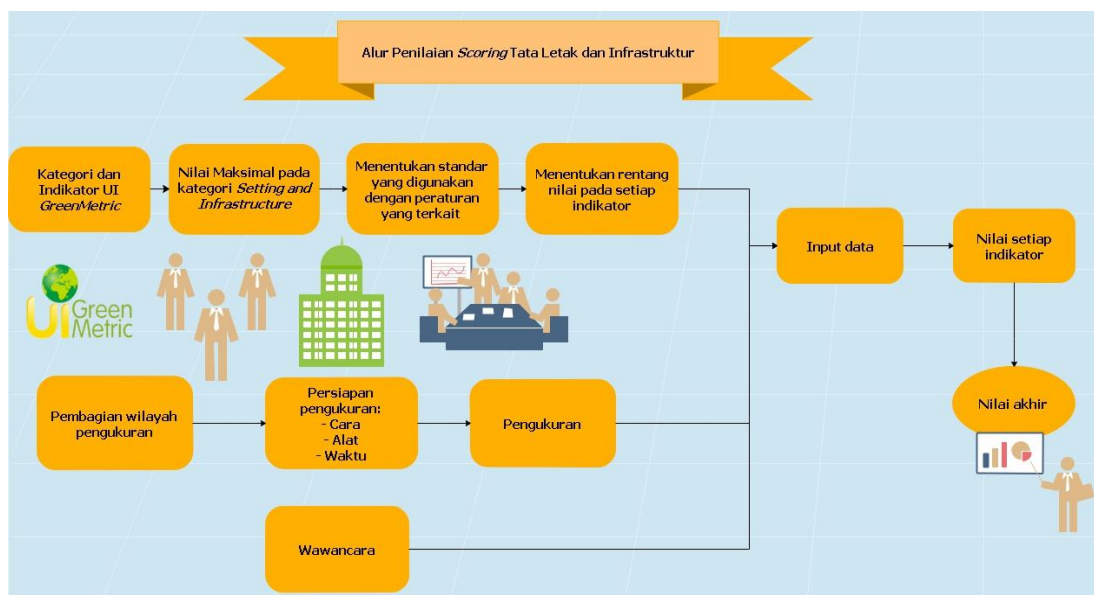 Alur Penilaian Scoring Tata Letak dan Infrastruktur
Kategori dan
Indikator UI
GreenMetric
Nilai Maksimal pada
kategori Setting and
Infrastructure
Menentukan standar
yang digunakan
dengan peraturan
yang terkait
Menentukan rentang
nilai pada setiap
indikator
Input data
Nilai setiap
indikator
UI Green
Metric
Pembagian wilayah
pengukuran
Persiapan
pengukuran:
- Cara
- Alat
- Waktu
Pengukuran
Nilai akhir
Wawancara